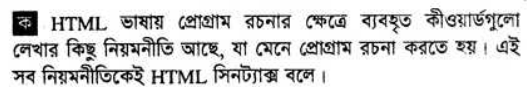 ক HTML ভাষায় প্রোগ্রাম রচনার ক্ষেত্রে ব্যবহৃত কীওয়ার্ডগুলো
লেখার কিছু নিয়মনীতি আছে, যা মেনে প্রোগ্রাম রচনা করতে হয়। এই
সব নিয়মনীতিকেই HTML সিনট্যাক্স বলে।